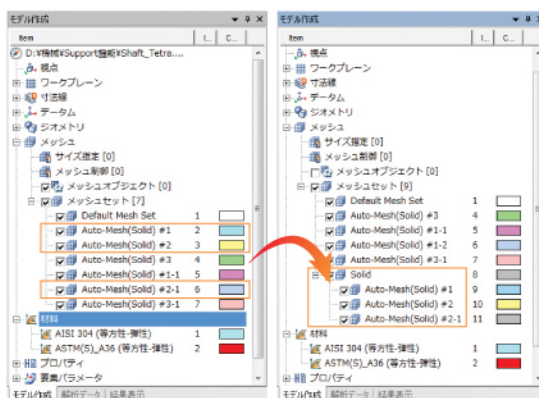 モデル作成
Item I... C...
D:¥機械¥Support機能¥Shaft_Tetra....
視点
ワークプレーン
寸法線
データム
ジオメトリ
メッシュ
サイズ指定 [0]
メッシュ制御 [0]
メッシュオブジェクト [0]
メッシュセット [7]
Default Mesh Set 1
Auto-Mesh(Solid) #1 2
Auto-Mesh(Solid) #2 3
Auto-Mesh(Solid) #3 4
Auto-Mesh(Solid) #1-1 5
Auto-Mesh(Solid) #2-1 6
Auto-Mesh(Solid) #3-1 7
材料
AISI 304 (等方性-弾性) 1
ASTM(S)_A36 (等方性-弾性) 2
プロパティ
要素パラメータ
モデル作成 解析データ 結果表示
モデル作成
Item I... C...
視点
ワークプレーン
寸法線
データム
ジオメトリ
メッシュ
サイズ指定 [0]
メッシュ制御 [0]
メッシュオブジェクト [0]
メッシュセット [9]
Default Mesh Set 1
Auto-Mesh(Solid) #3 4
Auto-Mesh(Solid) #1-1 5
Auto-Mesh(Solid) #1-2 6
Auto-Mesh(Solid) #3-1 7
Solid 8
Auto-Mesh(Solid) #1 9
Auto-Mesh(Solid) #2 10
Auto-Mesh(Solid) #2-1 11
材料
AISI 304 (等方性-弾性) 1
ASTM(S)_A36 (等方性-弾性) 2
プロパティ
モデル作成 解析データ 結果表示